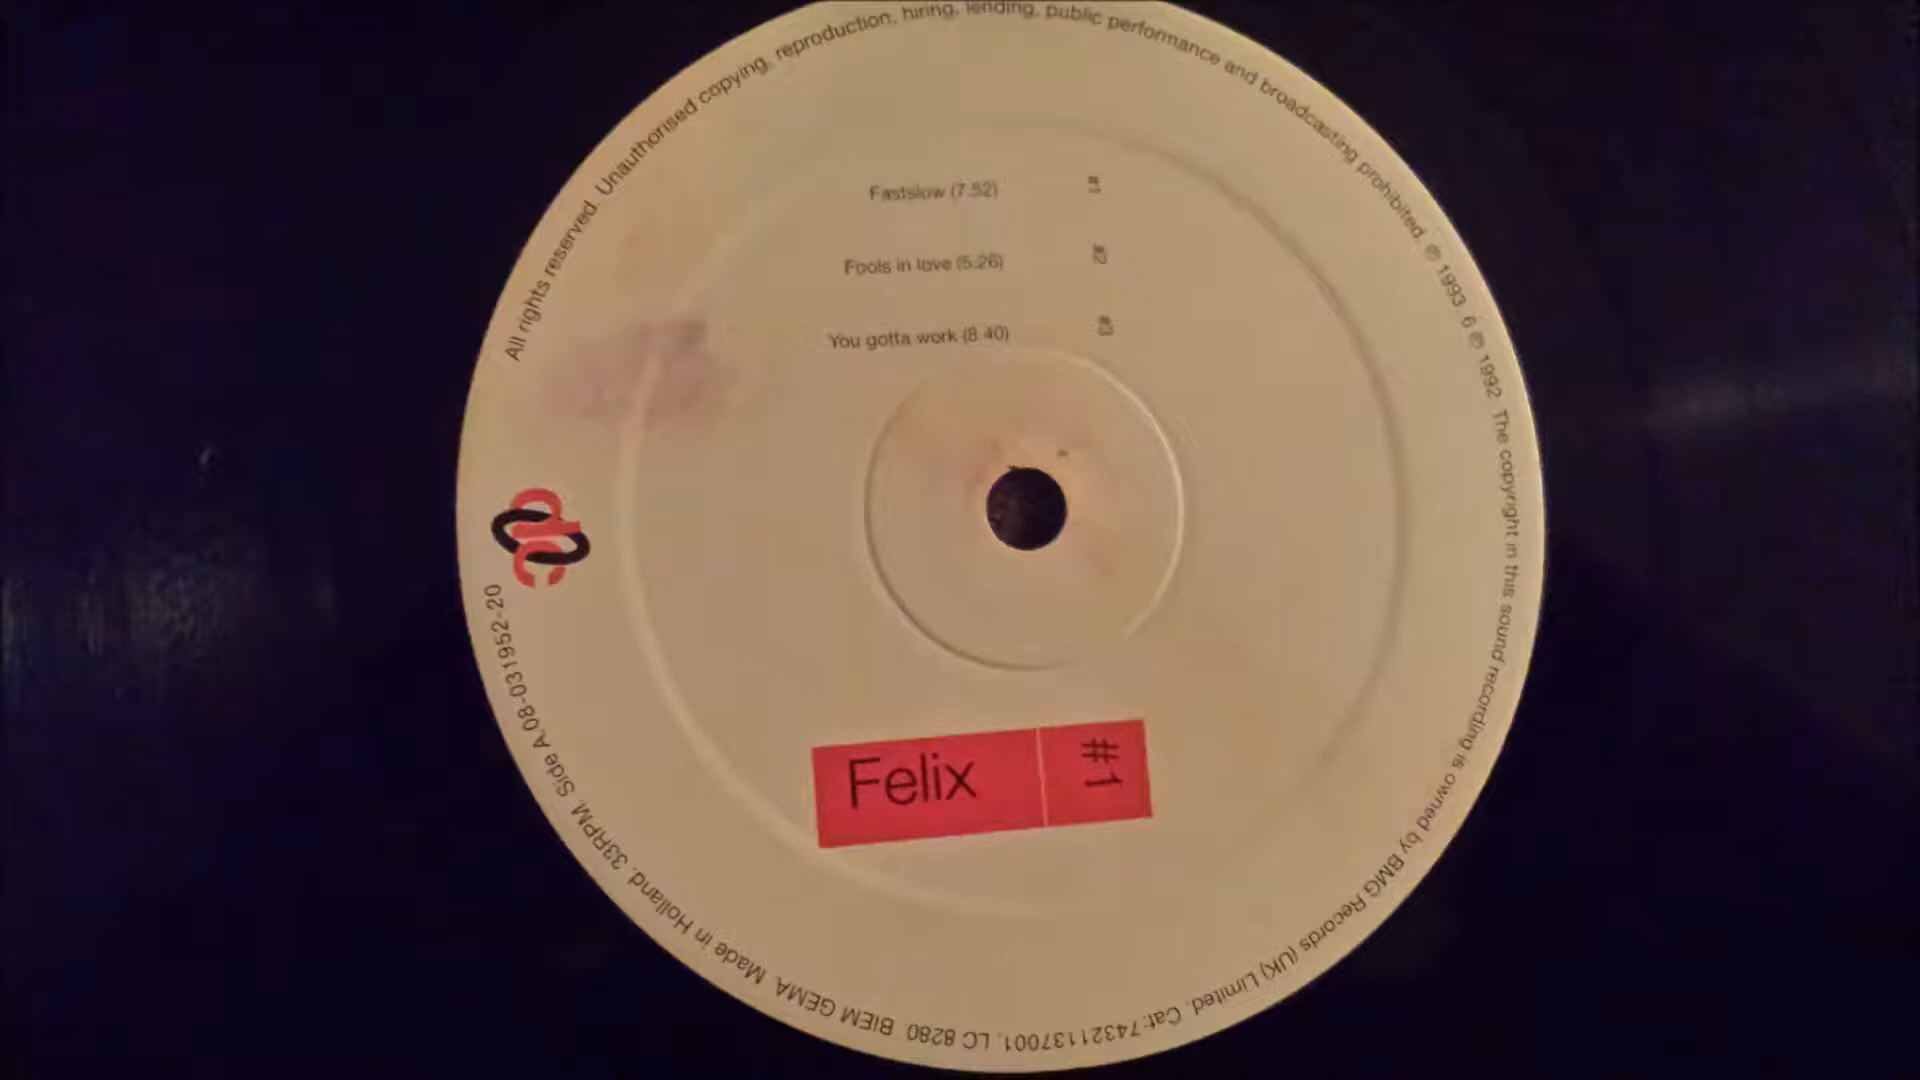 Fastslow (7.52) #1
Fools in love (5.26) #2
You gotta work (8.40) #3
Felix #1
dc
All rights reserved. Unauthorised copying, reproduction, hiring, lending, public performance and broadcasting prohibited. ℗ 1993. 6 ℗ 1992. The copyright in this sound recording is owned by BMG Records (UK) Limited. Cat:74321137001. LC 8280. BIEM GEMA. Made in Holland. 33RPM. Side A.08-031952-20